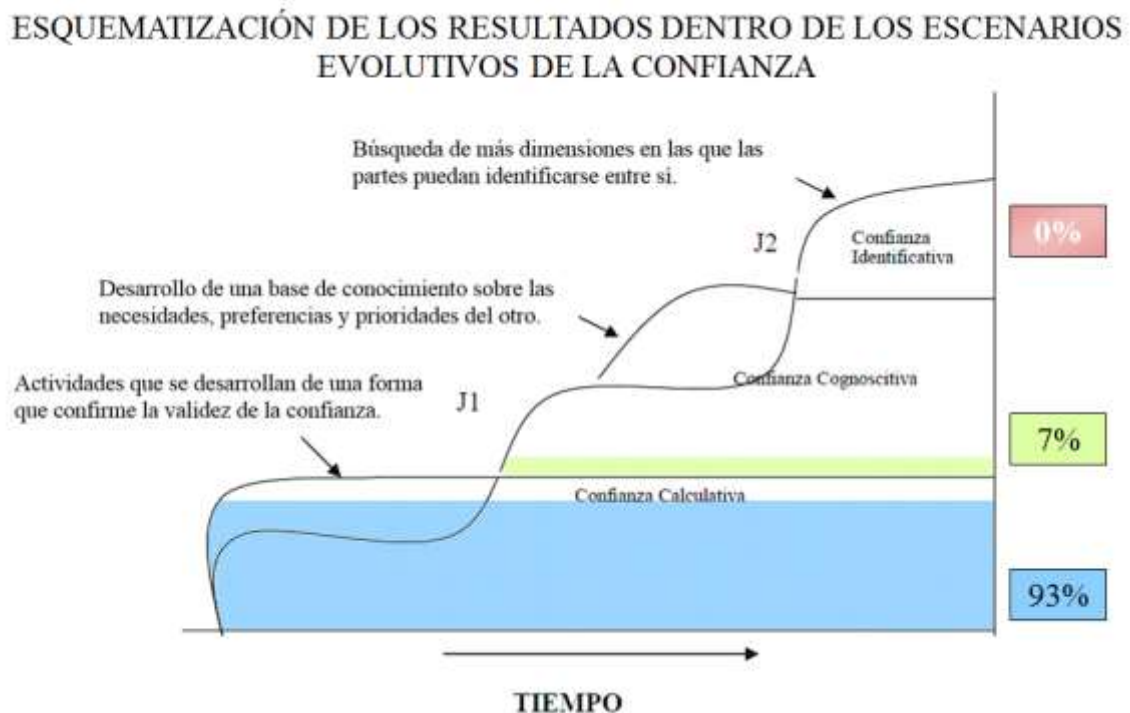 ESQUEMATIZACIÓN DE LOS RESULTADOS DENTRO DE LOS ESCENARIOS
EVOLUTIVOS DE LA CONFIANZA
Búsqueda de más dimensiones en las que las
partes puedan identificarse entre sí.
0%
J2
Confianza
Identificativa
Desarrollo de una base de conocimiento sobre las
necesidades, preferencias y prioridades del otro.
Confianza Cognoscitiva
Actividades que se desarrollan de una forma
que confirme la validez de la confianza.
J1
7%
Confianza Calculativa
93%
TIEMPO